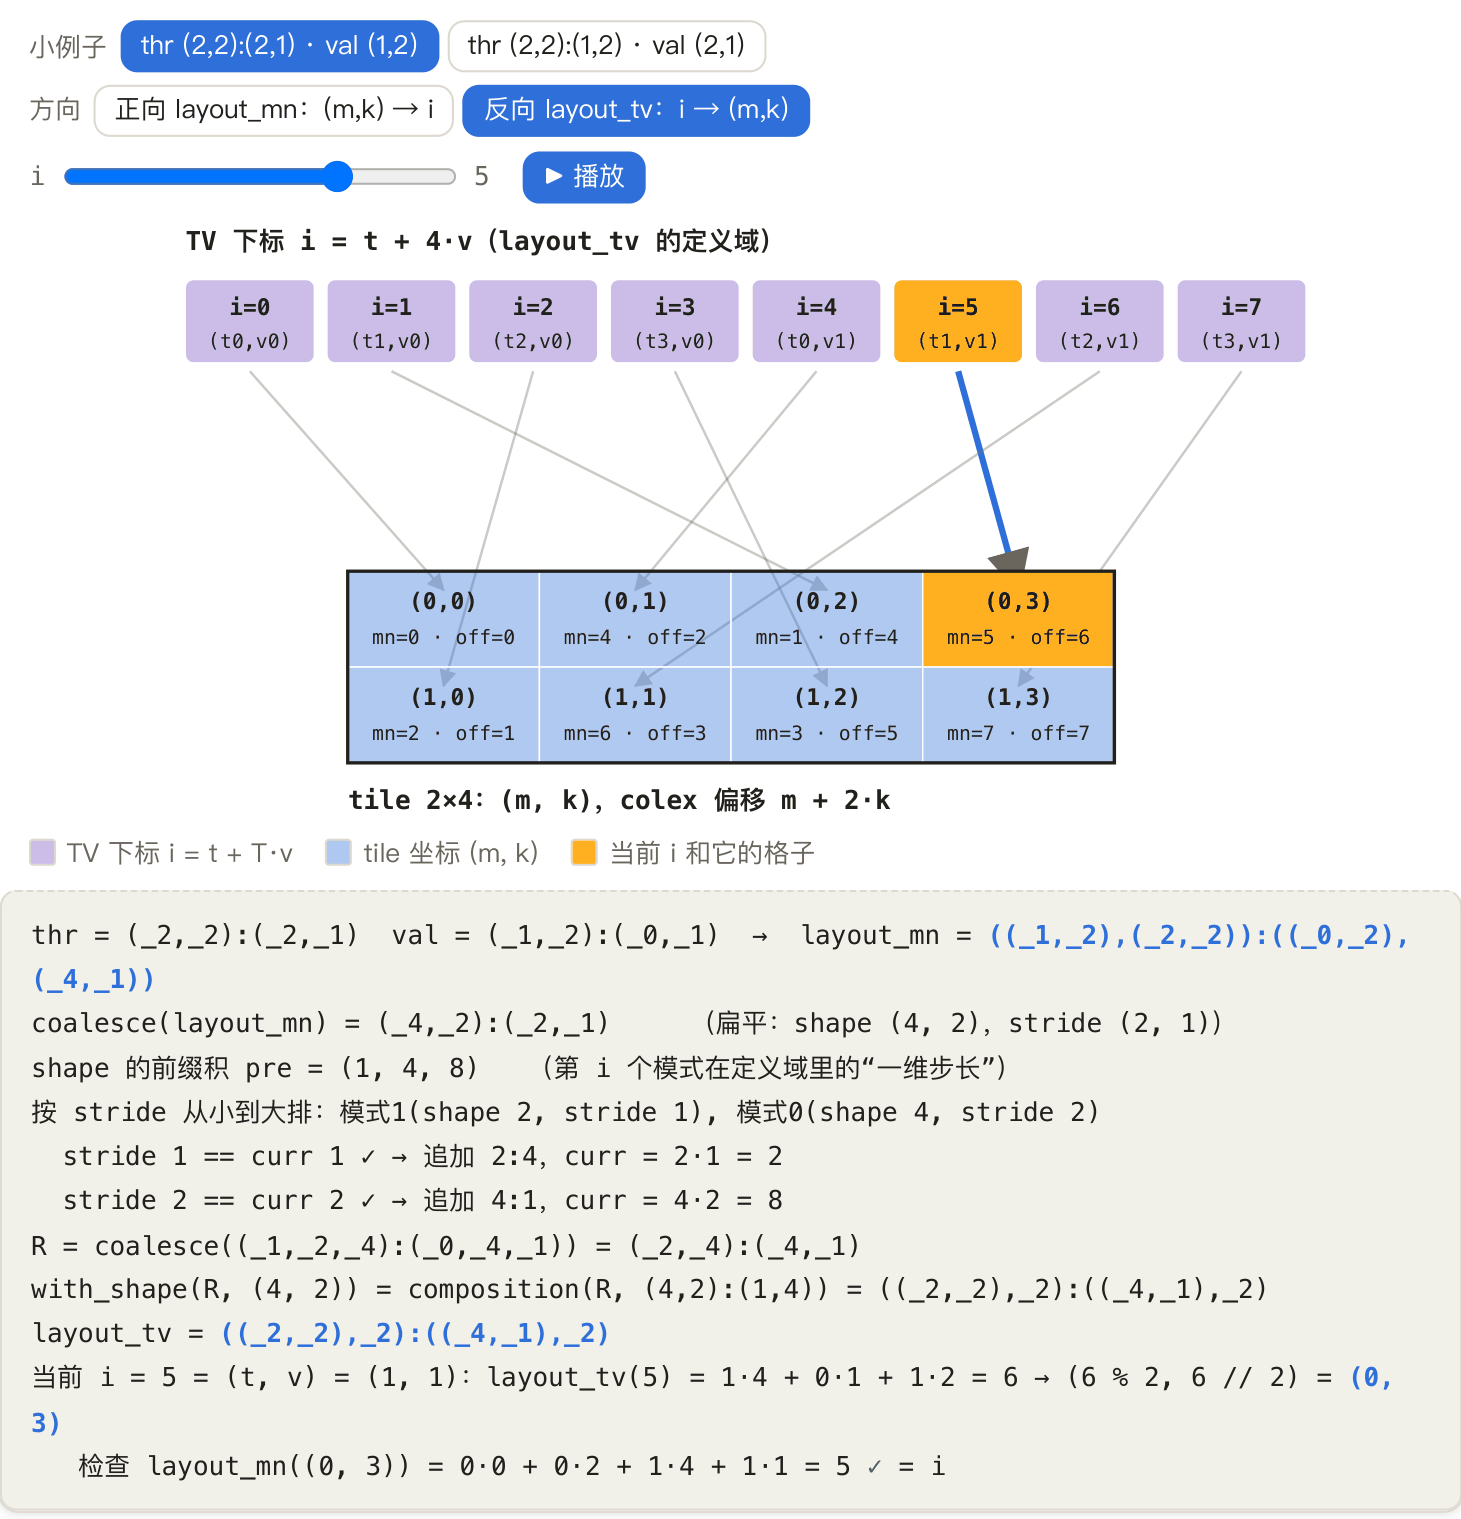 小例子 thr (2,2):(2,1) · val (1,2) thr (2,2):(1,2) · val (2,1)
方向 正向 layout_mn：(m,k) → i 反向 layout_tv：i → (m,k)
i 5 ▶ 播放
TV 下标 i = t + 4·v（layout_tv 的定义域）
i=0 i=1 i=2 i=3 i=4 i=5 i=6 i=7
(t0,v0) (t1,v0) (t2,v0) (t3,v0) (t0,v1) (t1,v1) (t2,v1) (t3,v1)
(0,0) (0,1) (0,2) (0,3)
mn=0 · off=0 mn=4 · off=2 mn=1 · off=4 mn=5 · off=6
(1,0) (1,1) (1,2) (1,3)
mn=2 · off=1 mn=6 · off=3 mn=3 · off=5 mn=7 · off=7
tile 2×4：(m, k)，colex 偏移 m + 2·k
TV 下标 i = t + T·v tile 坐标 (m, k) 当前 i 和它的格子
thr = (_2,_2):(_2,_1) val = (_1,_2):(_0,_1) → layout_mn = ((_1,_2),(_2,_2)):((_0,_2),
(_4,_1))
coalesce(layout_mn) = (_4,_2):(_2,_1) （扁平：shape (4, 2)，stride (2, 1)）
shape 的前缀积 pre = (1, 4, 8) （第 i 个模式在定义域里的“一维步长”）
按 stride 从小到大排：模式1(shape 2, stride 1), 模式0(shape 4, stride 2)
stride 1 == curr 1 ✓ → 追加 2:4，curr = 2·1 = 2
stride 2 == curr 2 ✓ → 追加 4:1，curr = 4·2 = 8
R = coalesce((_1,_2,_4):(_0,_4,_1)) = (_2,_4):(_4,_1)
with_shape(R, (4, 2)) = composition(R, (4,2):(1,4)) = ((_2,_2),_2):((_4,_1),_2)
layout_tv = ((_2,_2),_2):((_4,_1),_2)
当前 i = 5 = (t, v) = (1, 1)：layout_tv(5) = 1·4 + 0·1 + 1·2 = 6 → (6 % 2, 6 // 2) = (0,
3)
检查 layout_mn((0, 3)) = 0·0 + 0·2 + 1·4 + 1·1 = 5 ✓ = i